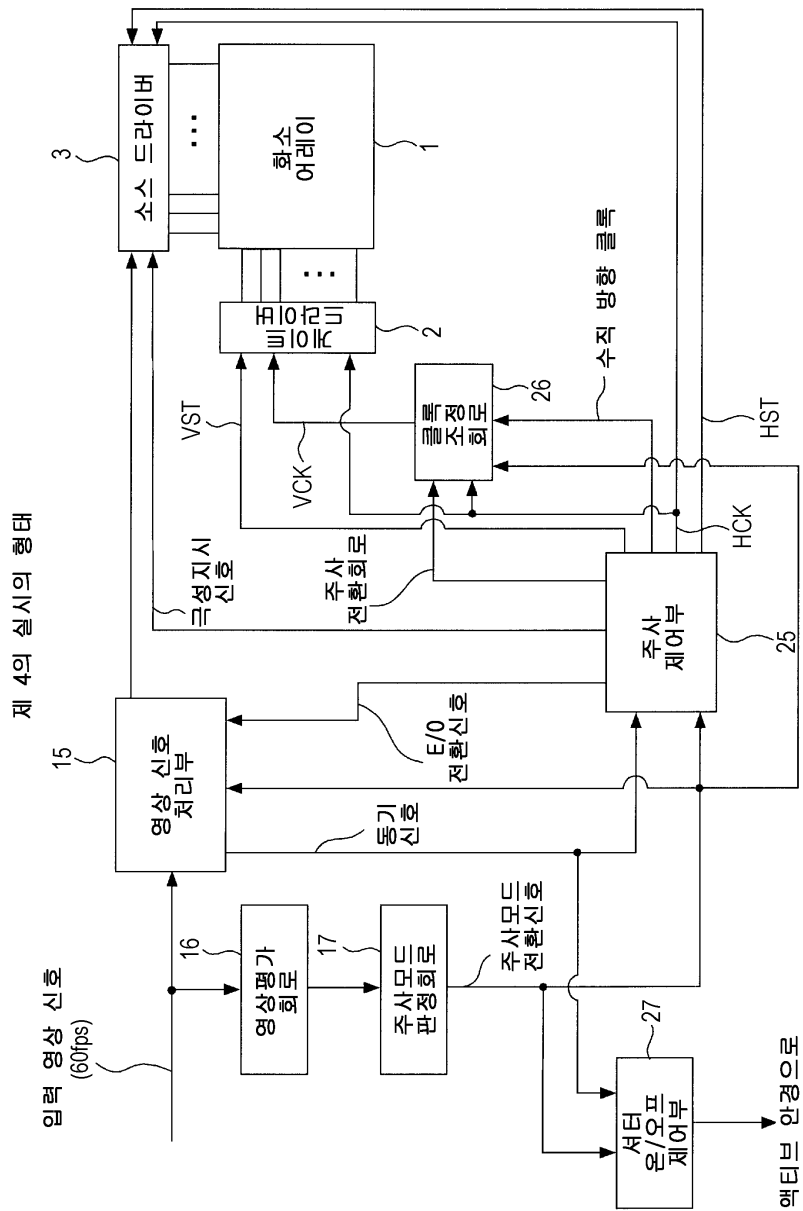 제 4의 실시의 형태
입력 영상 신호
(60fps)
15
영상 신호
처리부
16
영상평가
회로
17
주사모드
판정회로
주사모드
전환신호
동기
신호
E/O
전환신호
극성지시
신호
주사
전환회로
VST
VCK
3
소스 드라이버
화소
어레이
1
게이트
드라이버
2
클록
조정
회로
26
수직 방향 클록
주사
제어부
25
HCK
HST
셔터
온/오프
제어부
27
액티브 안경으로